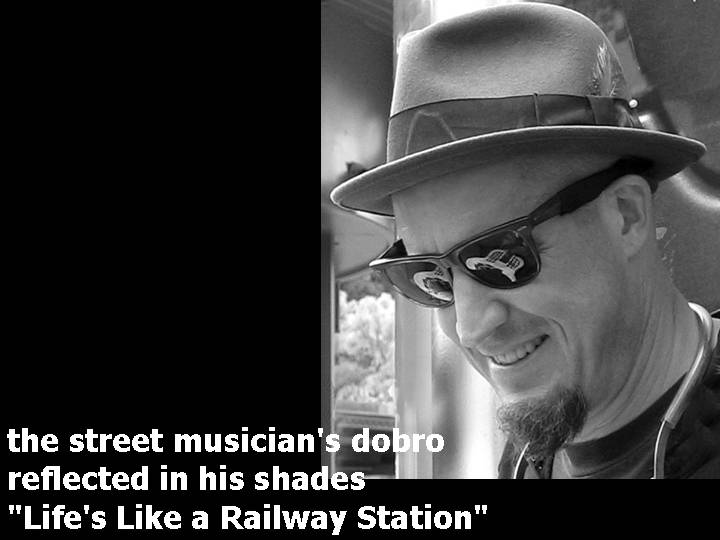 the street musician's dobro
reflected in his shades
"Life's Like a Railway Station"